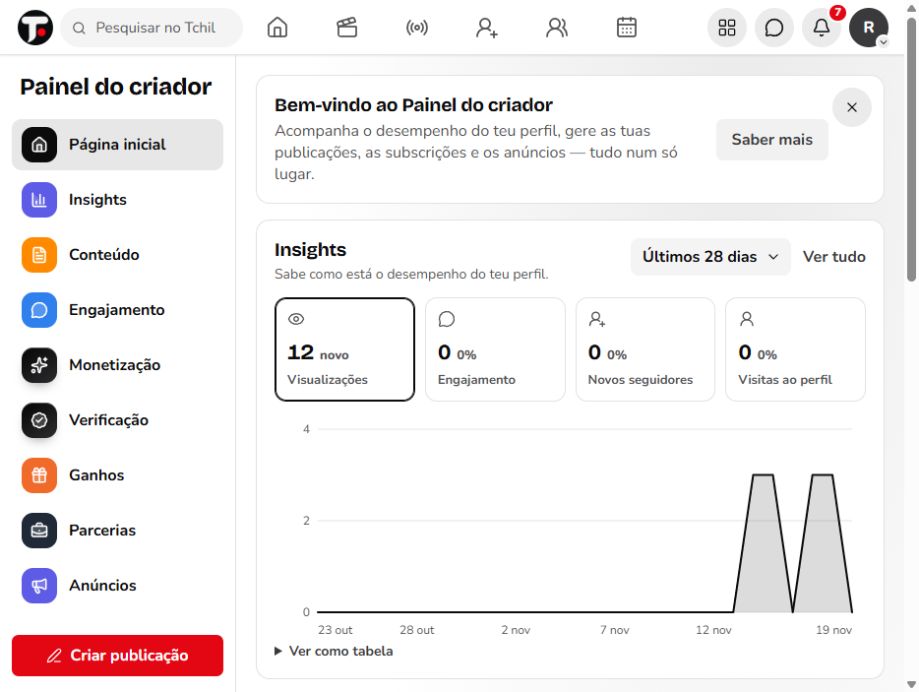 T
Pesquisar no Tchil
7
R
Painel do criador
Página inicial
Insights
Conteúdo
Engajamento
Monetização
Verificação
Ganhos
Parcerias
Anúncios
Criar publicação
Bem-vindo ao Painel do criador
Acompanha o desempenho do teu perfil, gere as tuas
publicações, as subscrições e os anúncios — tudo num só
lugar.
Saber mais
Insights
Sabe como está o desempenho do teu perfil.
Últimos 28 dias
Ver tudo
12 novo
Visualizações
0 0%
Engajamento
0 0%
Novos seguidores
0 0%
Visitas ao perfil
4
2
0
23 out 28 out 2 nov 7 nov 12 nov 19 nov
Ver como tabela